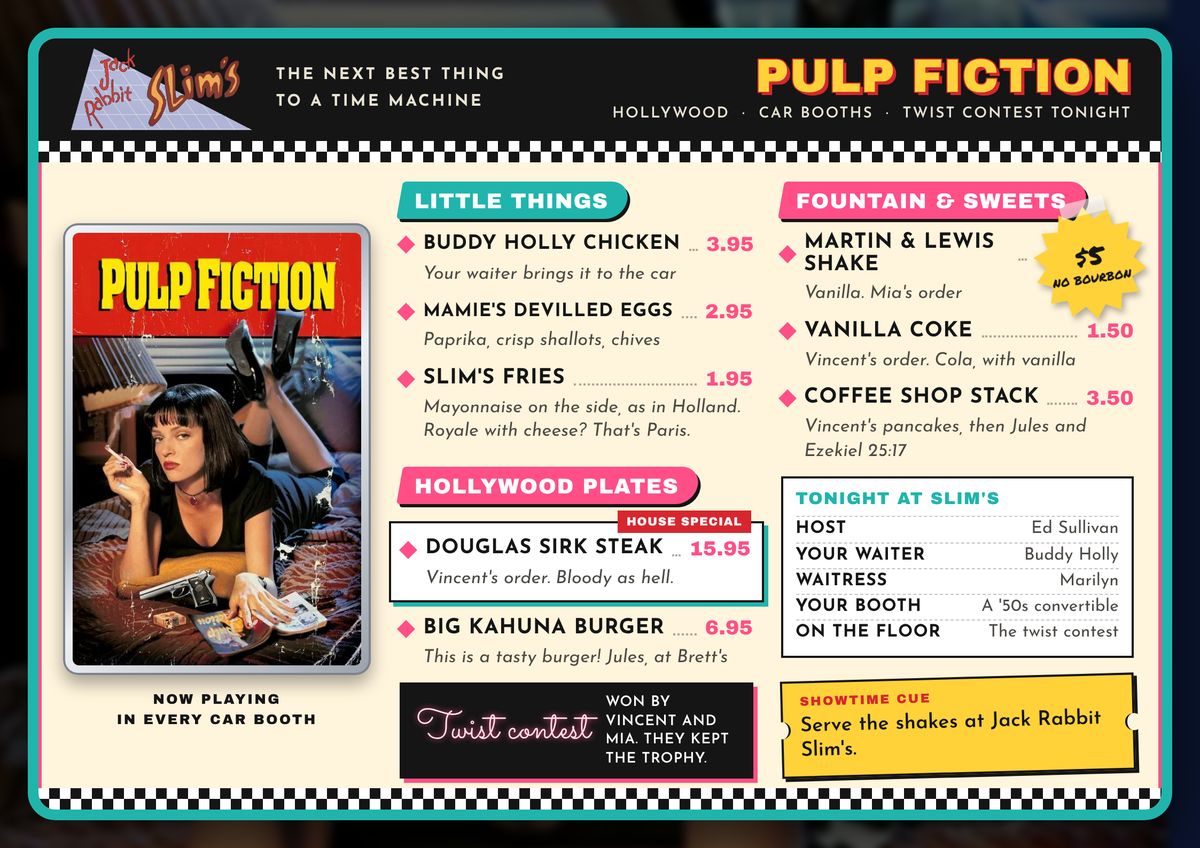 Jack Rabbit Slim's
THE NEXT BEST THING
TO A TIME MACHINE
PULP FICTION
HOLLYWOOD · CAR BOOTHS · TWIST CONTEST TONIGHT
PULP FICTION
NOW PLAYING
IN EVERY CAR BOOTH
LITTLE THINGS
BUDDY HOLLY CHICKEN ... 3.95
Your waiter brings it to the car
MAMIE'S DEVILLED EGGS .... 2.95
Paprika, crisp shallots, chives
SLIM'S FRIES .... 1.95
Mayonnaise on the side, as in Holland.
Royale with cheese? That's Paris.
HOLLYWOOD PLATES
HOUSE SPECIAL
DOUGLAS SIRK STEAK ... 15.95
Vincent's order. Bloody as hell.
BIG KAHUNA BURGER ...... 6.95
This is a tasty burger! Jules, at Brett's
Twist contest
WON BY
VINCENT AND
MIA. THEY KEPT
THE TROPHY.
FOUNTAIN & SWEETS
MARTIN & LEWIS
SHAKE ...
$5
NO BOURBON
Vanilla. Mia's order
VANILLA COKE .... 1.50
Vincent's order. Cola, with vanilla
COFFEE SHOP STACK ........ 3.50
Vincent's pancakes, then Jules and
Ezekiel 25:17
TONIGHT AT SLIM'S
HOST Ed Sullivan
YOUR WAITER Buddy Holly
WAITRESS Marilyn
YOUR BOOTH A '50s convertible
ON THE FLOOR The twist contest
SHOWTIME CUE
Serve the shakes at Jack Rabbit
Slim's.